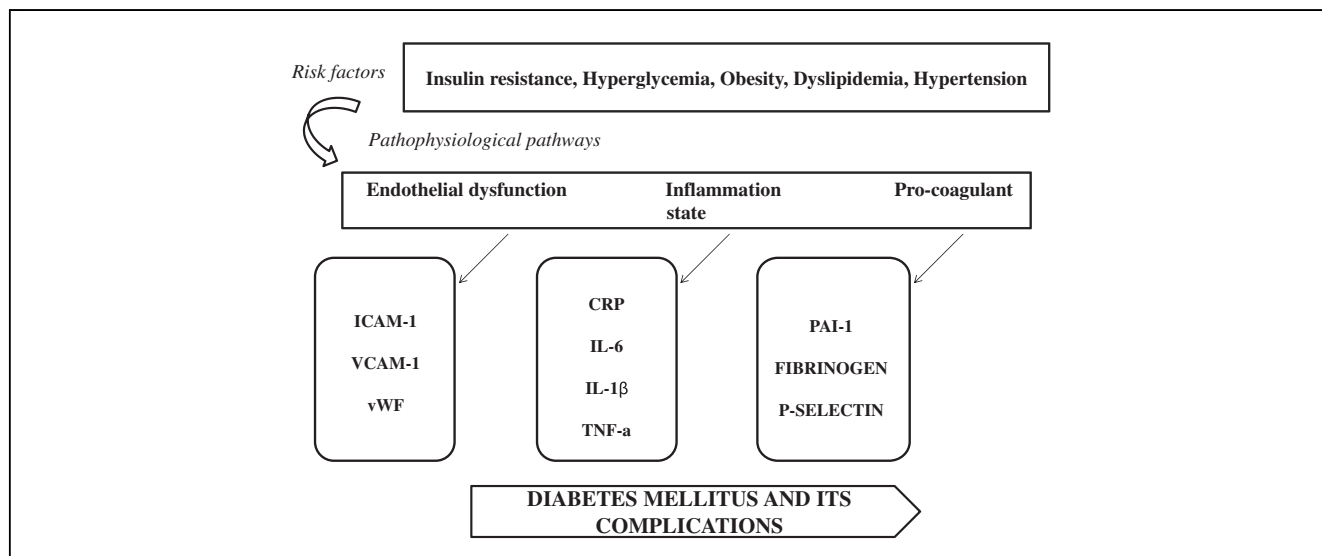 Risk factors
Insulin resistance, Hyperglycemia, Obesity, Dyslipidemia, Hypertension
Pathophysiological pathways
Endothelial dysfunction Inflammation Pro-coagulant
state
ICAM-1
VCAM-1
vWF
CRP
IL-6
IL-1β
TNF-a
PAI-1
FIBRINOGEN
P-SELECTIN
DIABETES MELLITUS AND ITS
COMPLICATIONS